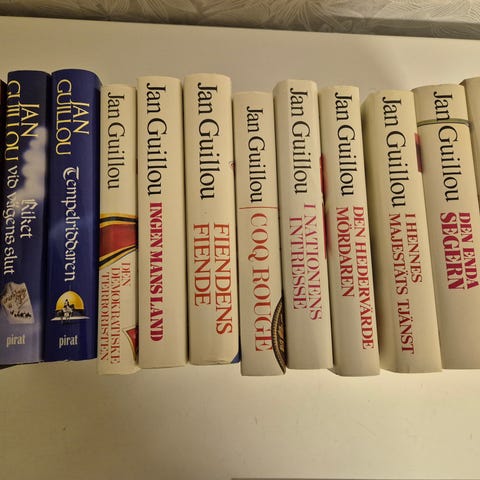 JAN
GUILLOU
Riket
vid vägens slut
pirat
JAN
GUILLOU
Tempelriddaren
pirat
Jan Guillou
DEN
DEMOKRATISKE
TERRORISTEN
Jan Guillou
INGEN MANS LAND
Jan Guillou
FIENDENS
FIENDE
Jan Guillou
COQ ROUGE
Jan Guillou
I NATIONENS
INTRESSE
Jan Guillou
DEN HEDERVÄRDE
MÖRDAREN
Jan Guillou
I HENNES
MAJESTÄTS TJÄNST
Jan Guillou
DEN ENDA
SEGERN